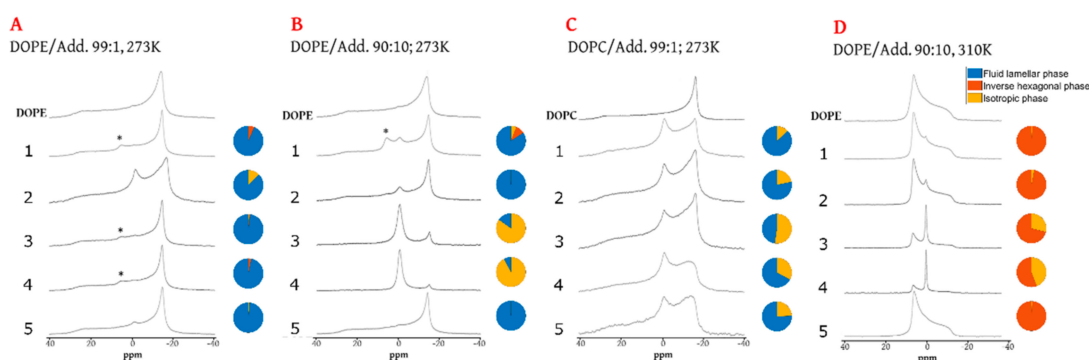 A
DOPE/Add. 99:1, 273K
DOPE
*
1
2
*
3
*
4
5
40 20 0 -20 -40
ppm
B
DOPE/Add. 90:10; 273K
DOPE
*
1
2
3
4
5
40 20 0 -20 -40
ppm
C
DOPC/Add. 99:1; 273K
DOPC
1
2
3
4
5
40 20 0 -20 -40
ppm
D
DOPE/Add. 90:10, 310K
Fluid lamellar phase
Inverse hexagonal phase
Isotropic phase
DOPE
1
2
3
4
5
40 0 -40
ppm